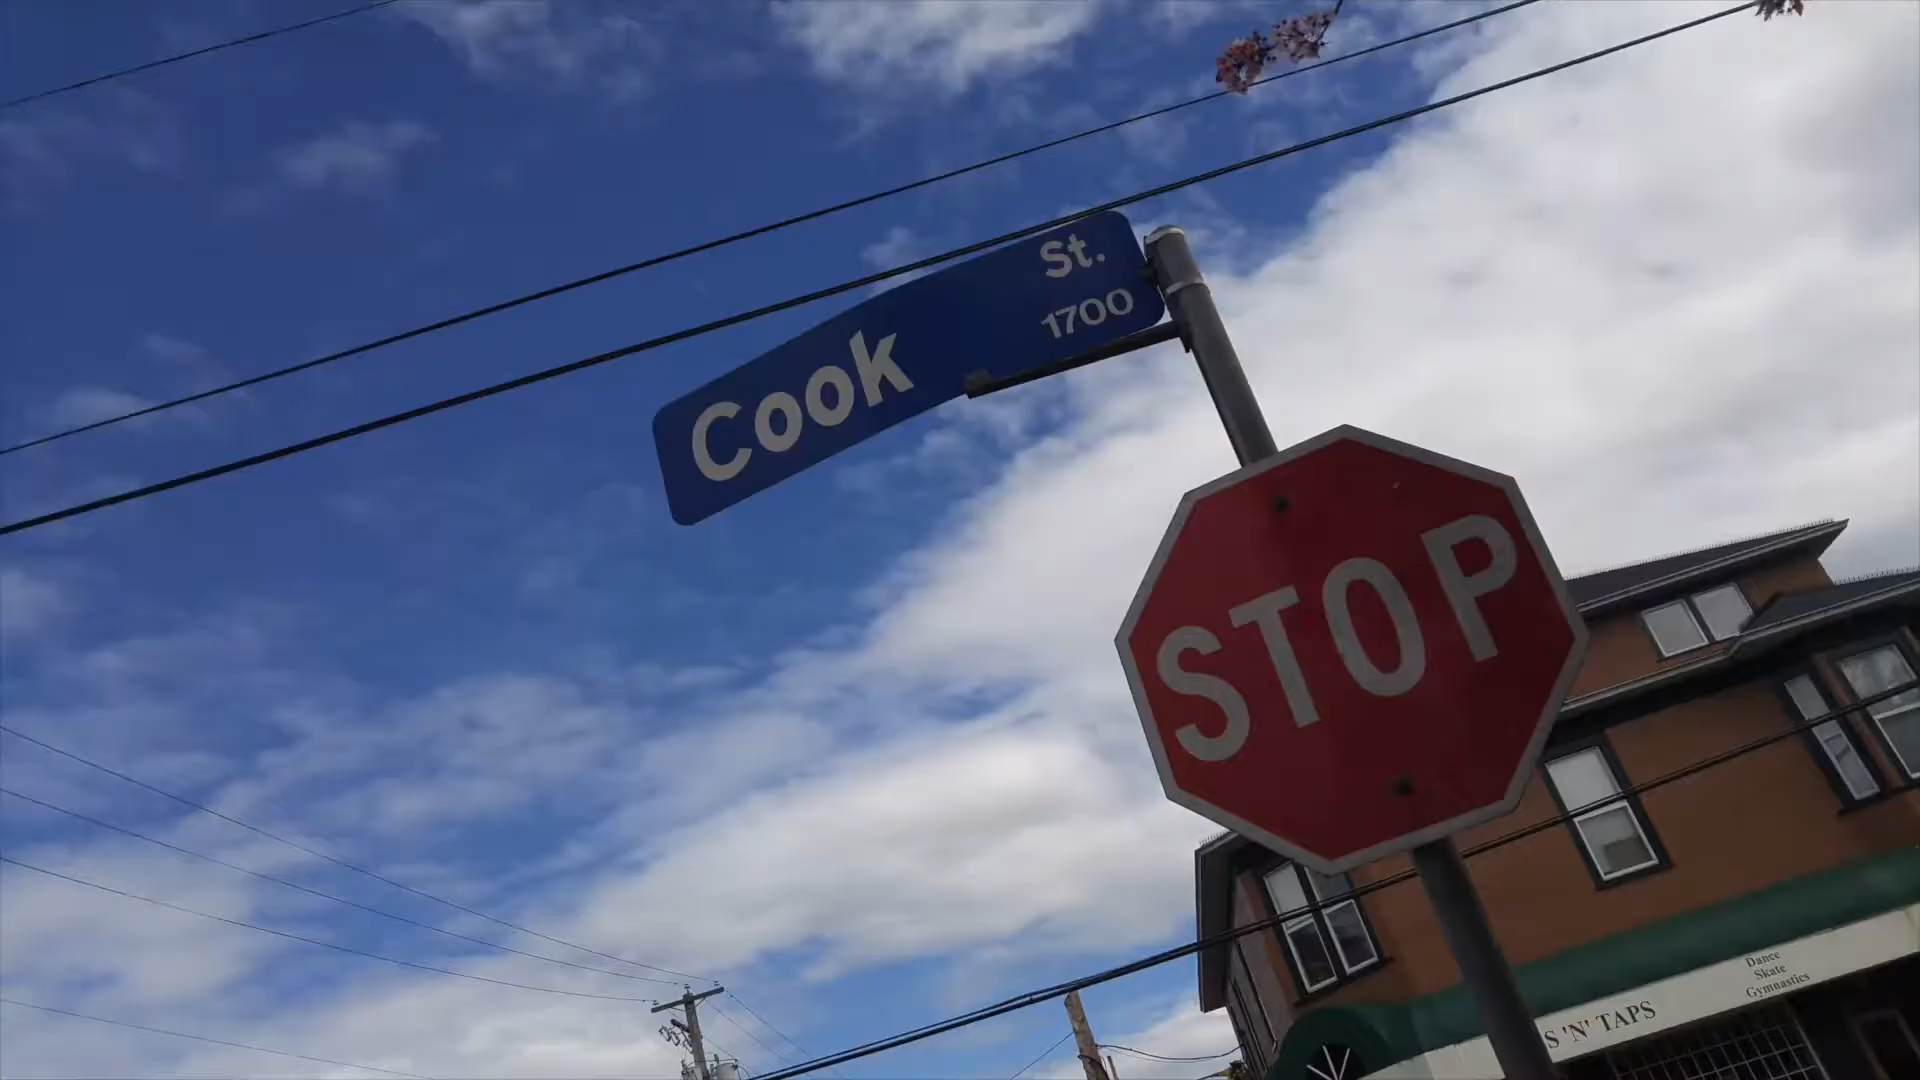 Cook St.
1700
STOP
Dance
Skate
Gymnastics
S 'N' TAPS